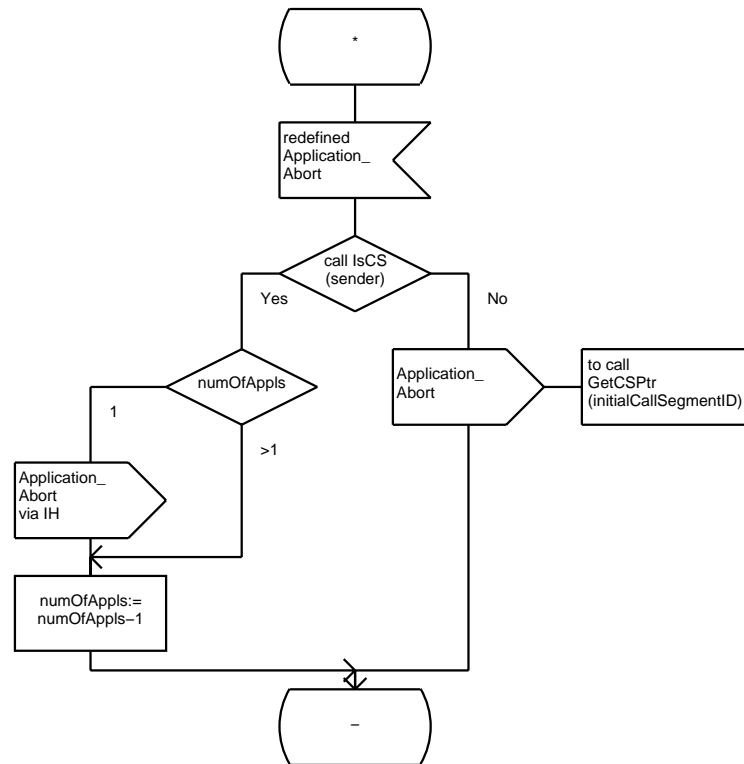 *
redefined
Application_
Abort
call IsCS
(sender)
Yes
No
numOfAppls
Application_
Abort
to call
GetCSPtr
(initialCallSegmentID)
1
>1
Application_
Abort
via IH
numOfAppls:=
numOfAppls−1
−